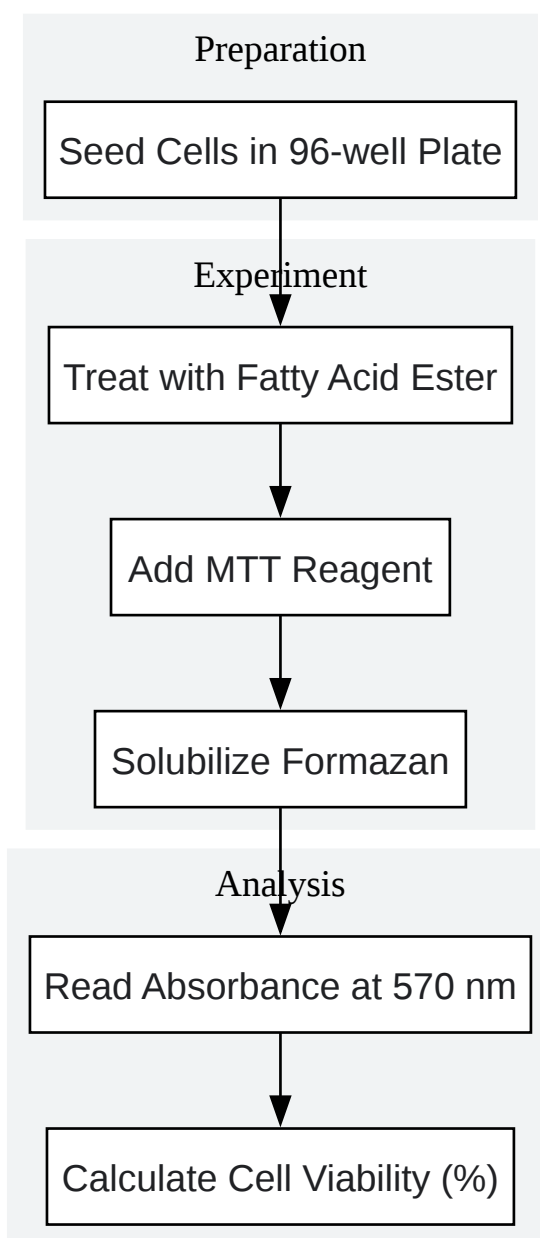 Preparation
Seed Cells in 96-well Plate
Experiment
Treat with Fatty Acid Ester
Add MTT Reagent
Solubilize Formazan
Analysis
Read Absorbance at 570 nm
Calculate Cell Viability (%)